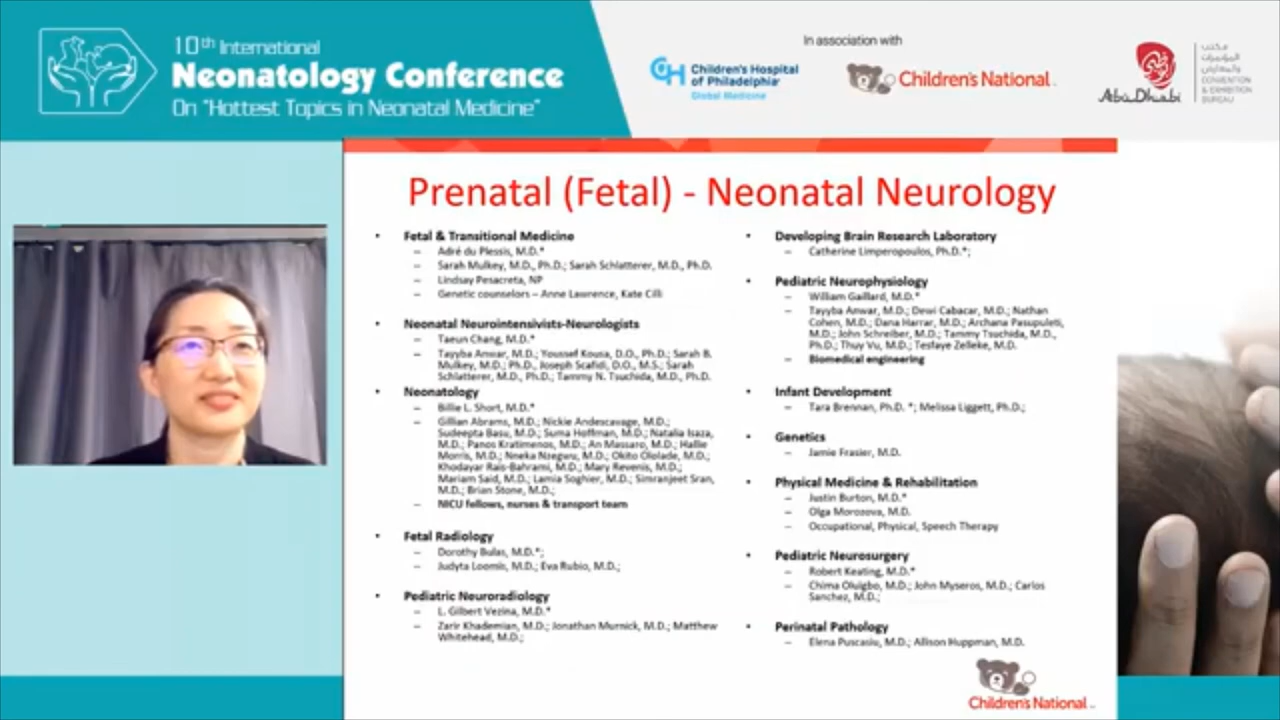 10th International
Neonatology Conference
On "Hottest Topics in Neonatal Medicine"
In association with
CH
Children's Hospital
of Philadelphia
Global Medicine
Children's National
Abu Dhabi
مكتب
المؤتمرات
والمعارض
CONVENTION
& EXHIBITION
BUREAU
Prenatal (Fetal) - Neonatal Neurology
• Fetal & Transitional Medicine
– Adré du Plessis, M.D.*
– Sarah Mulkey, M.D., Ph.D.; Sarah Schlatterer, M.D., Ph.D.
– Lindsay Pesacreta, NP
– Genetic counselors – Anne Lawrence, Kate Cilli
• Neonatal Neurointensivists-Neurologists
– Taeun Chang, M.D.*
– Tayyba Anwar, M.D.; Youssef Kousa, D.O., Ph.D.; Sarah B.
Mulkey, M.D.; Ph.D, Joseph Scafidi, D.O., M.S.; Sarah
Schlatterer, M.D., Ph.D.; Tammy N. Tsuchida, M.D., Ph.D.
• Neonatology
– Billie L. Short, M.D.*
– Gillian Abrams, M.D.; Nickie Andescavage, M.D.;
Sudeepta Basu, M.D.; Suma Hoffman, M.D.; Natalia Isaza,
M.D.; Panos Kratimenos, M.D.; An Massaro, M.D.; Hallie
Morris, M.D.; Nneka Nzegwu, M.D.; Okito Ololade, M.D.;
Khodayar Rais-Bahrami, M.D.; Mary Revenis, M.D.;
Mariam Said, M.D.; Lamia Soghier, M.D.; Simranjeet Sran,
M.D.; Brian Stone, M.D.;
– NICU fellows, nurses & transport team
• Fetal Radiology
– Dorothy Bulas, M.D.*;
– Judyta Loomis, M.D.; Eva Rubio, M.D.;
• Pediatric Neuroradiology
– L. Gilbert Vezina, M.D.*
– Zarir Khademian, M.D.; Jonathan Murnick, M.D.; Matthew
Whitehead, M.D.;
• Developing Brain Research Laboratory
– Catherine Limperopoulos, Ph.D.*;
• Pediatric Neurophysiology
– William Gaillard, M.D.*
– Tayyba Anwar, M.D.; Dewi Cabacar, M.D.; Nathan
Cohen, M.D.; Dana Harrar, M.D.; Archana Pasupuleti,
M.D.; John Schreiber, M.D.; Tammy Tsuchida, M.D.,
Ph.D.; Thuy Vu, M.D.; Tesfaye Zelleke, M.D.
– Biomedical engineering
• Infant Development
– Tara Brennan, Ph.D. *; Melissa Liggett, Ph.D.;
• Genetics
– Jamie Frasier, M.D.
• Physical Medicine & Rehabilitation
– Justin Burton, M.D.*
– Olga Morozova, M.D.
– Occupational, Physical, Speech Therapy
• Pediatric Neurosurgery
– Robert Keating, M.D.*
– Chima Oluigbo, M.D.; John Myseros, M.D.; Carlos
Sanchez, M.D.;
• Perinatal Pathology
– Elena Puscasiu, M.D.; Allison Huppman, M.D.
Children's National